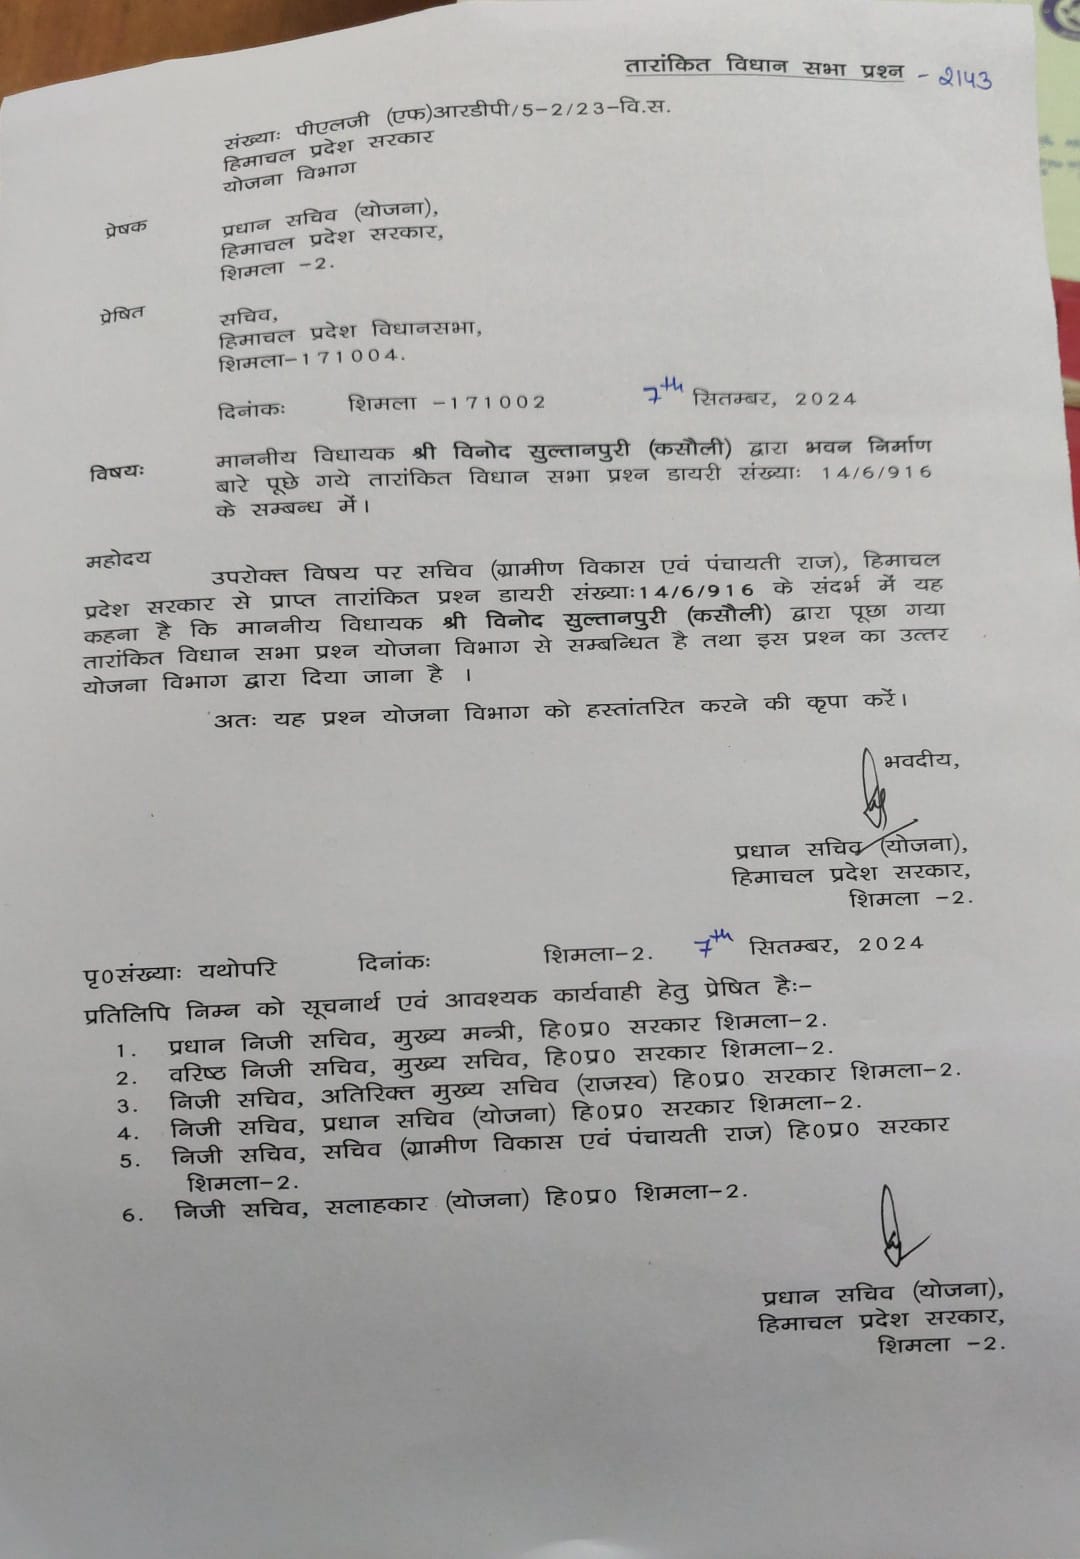 तारांकित विधान सभा प्रश्न - 2143
संख्याः पीएलजी (एफ)आरडीपी/5-2/23-वि.स.
हिमाचल प्रदेश सरकार
योजना विभाग
प्रेषक प्रधान सचिव (योजना),
हिमाचल प्रदेश सरकार,
शिमला -2.
प्रेषित सचिव,
हिमाचल प्रदेश विधानसभा,
शिमला-171004.
दिनांकः शिमला -171002 7th सितम्बर, 2024
विषयः माननीय विधायक श्री विनोद सुल्तानपुरी (कसौली) द्वारा भवन निर्माण
बारे पूछे गये तारांकित विधान सभा प्रश्न डायरी संख्याः 14/6/916
के सम्बन्ध में।
महोदय
उपरोक्त विषय पर सचिव (ग्रामीण विकास एवं पंचायती राज), हिमाचल
प्रदेश सरकार से प्राप्त तारांकित प्रश्न डायरी संख्याः14/6/916 के संदर्भ में यह
कहना है कि माननीय विधायक श्री विनोद सुल्तानपुरी (कसौली) द्वारा पूछा गया
तारांकित विधान सभा प्रश्न योजना विभाग से सम्बन्धित है तथा इस प्रश्न का उत्तर
योजना विभाग द्वारा दिया जाना है ।
अतः यह प्रश्न योजना विभाग को हस्तांतरित करने की कृपा करें।
भवदीय,
प्रधान सचिव (योजना),
हिमाचल प्रदेश सरकार,
शिमला -2.
पृ0संख्याः यथोपरि दिनांकः शिमला-2. 7th सितम्बर, 2024
प्रतिलिपि निम्न को सूचनार्थ एवं आवश्यक कार्यवाही हेतु प्रेषित हैः-
1. प्रधान निजी सचिव, मुख्य मन्त्री, हि0प्र0 सरकार शिमला-2.
2. वरिष्ठ निजी सचिव, मुख्य सचिव, हि0प्र0 सरकार शिमला-2.
3. निजी सचिव, अतिरिक्त मुख्य सचिव (राजस्व) हि0प्र0 सरकार शिमला-2.
4. निजी सचिव, प्रधान सचिव (योजना) हि0प्र0 सरकार शिमला-2.
5. निजी सचिव, सचिव (ग्रामीण विकास एवं पंचायती राज) हि0प्र0 सरकार
शिमला-2.
6. निजी सचिव, सलाहकार (योजना) हि0प्र0 शिमला-2.
प्रधान सचिव (योजना),
हिमाचल प्रदेश सरकार,
शिमला -2.